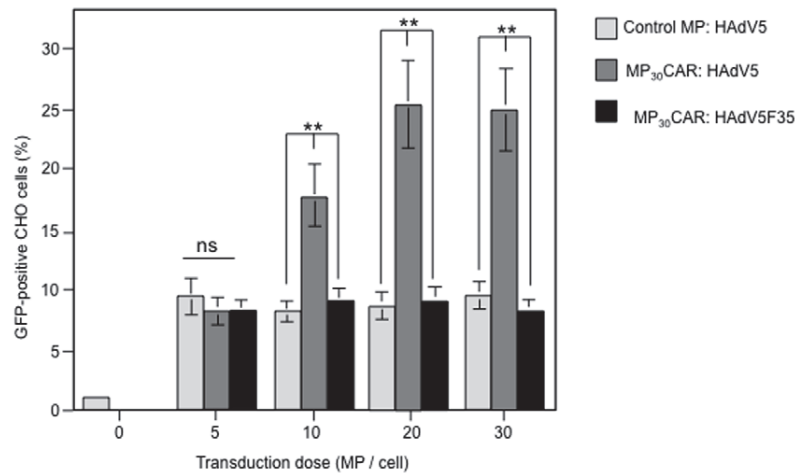 GFP-positive CHO cells (%)
30
25
20
15
10
5
0
ns
**
**
**
0 5 10 20 30
Transduction dose (MP / cell)
Control MP: HAdV5
MP₃₀CAR: HAdV5
MP₃₀CAR: HAdV5F35